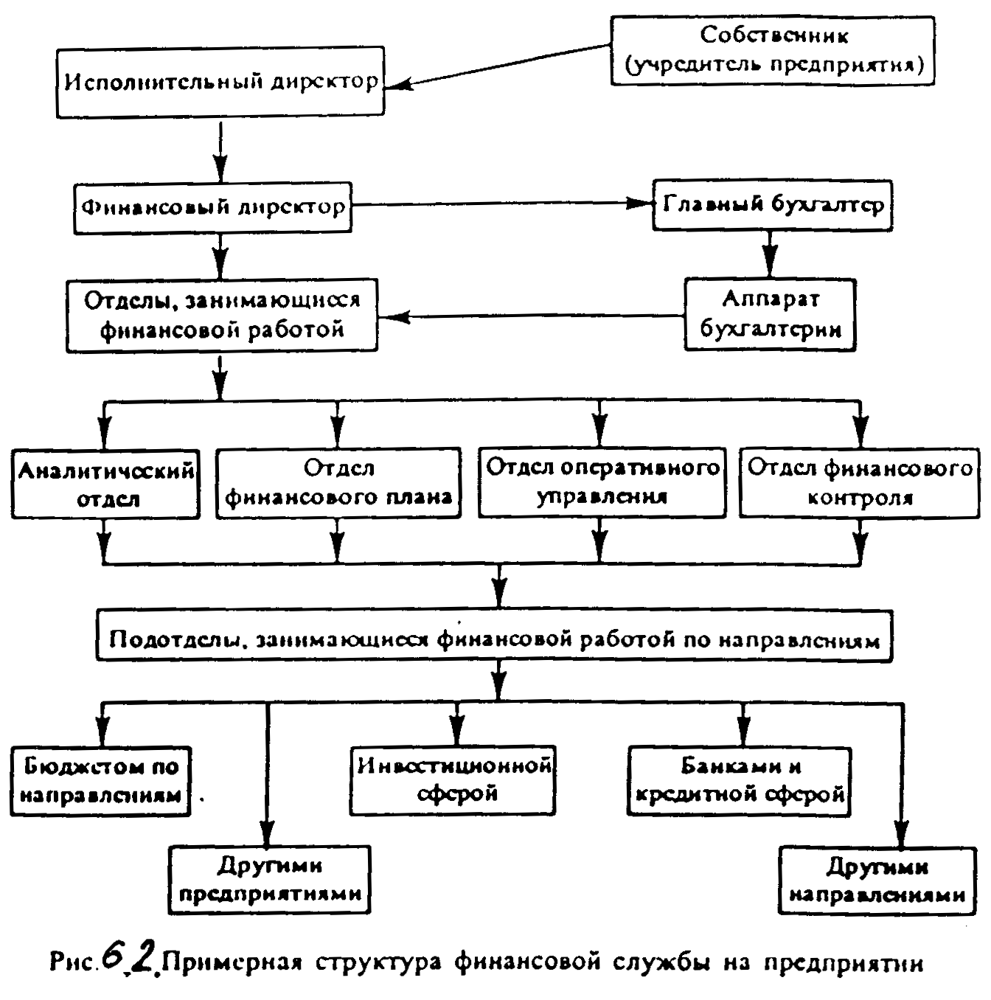 Собственник
(учредитель предприятия)
Исполнительный директор
Финансовый директор
Главный бухгалтер
Отделы, занимающиеся
финансовой работой
Аппарат
бухгалтерии
Аналитический
отдел
Отдел
финансового плана
Отдел оперативного
управления
Отдел финансового
контроля
Подотделы, занимающиеся финансовой работой по направлениям
Бюджетом по
направлениям
Инвестиционной
сферой
Банками и
кредитной сферой
Другими
предприятиями
Другими
направлениями
Рис. 6.2. Примерная структура финансовой службы на предприятии